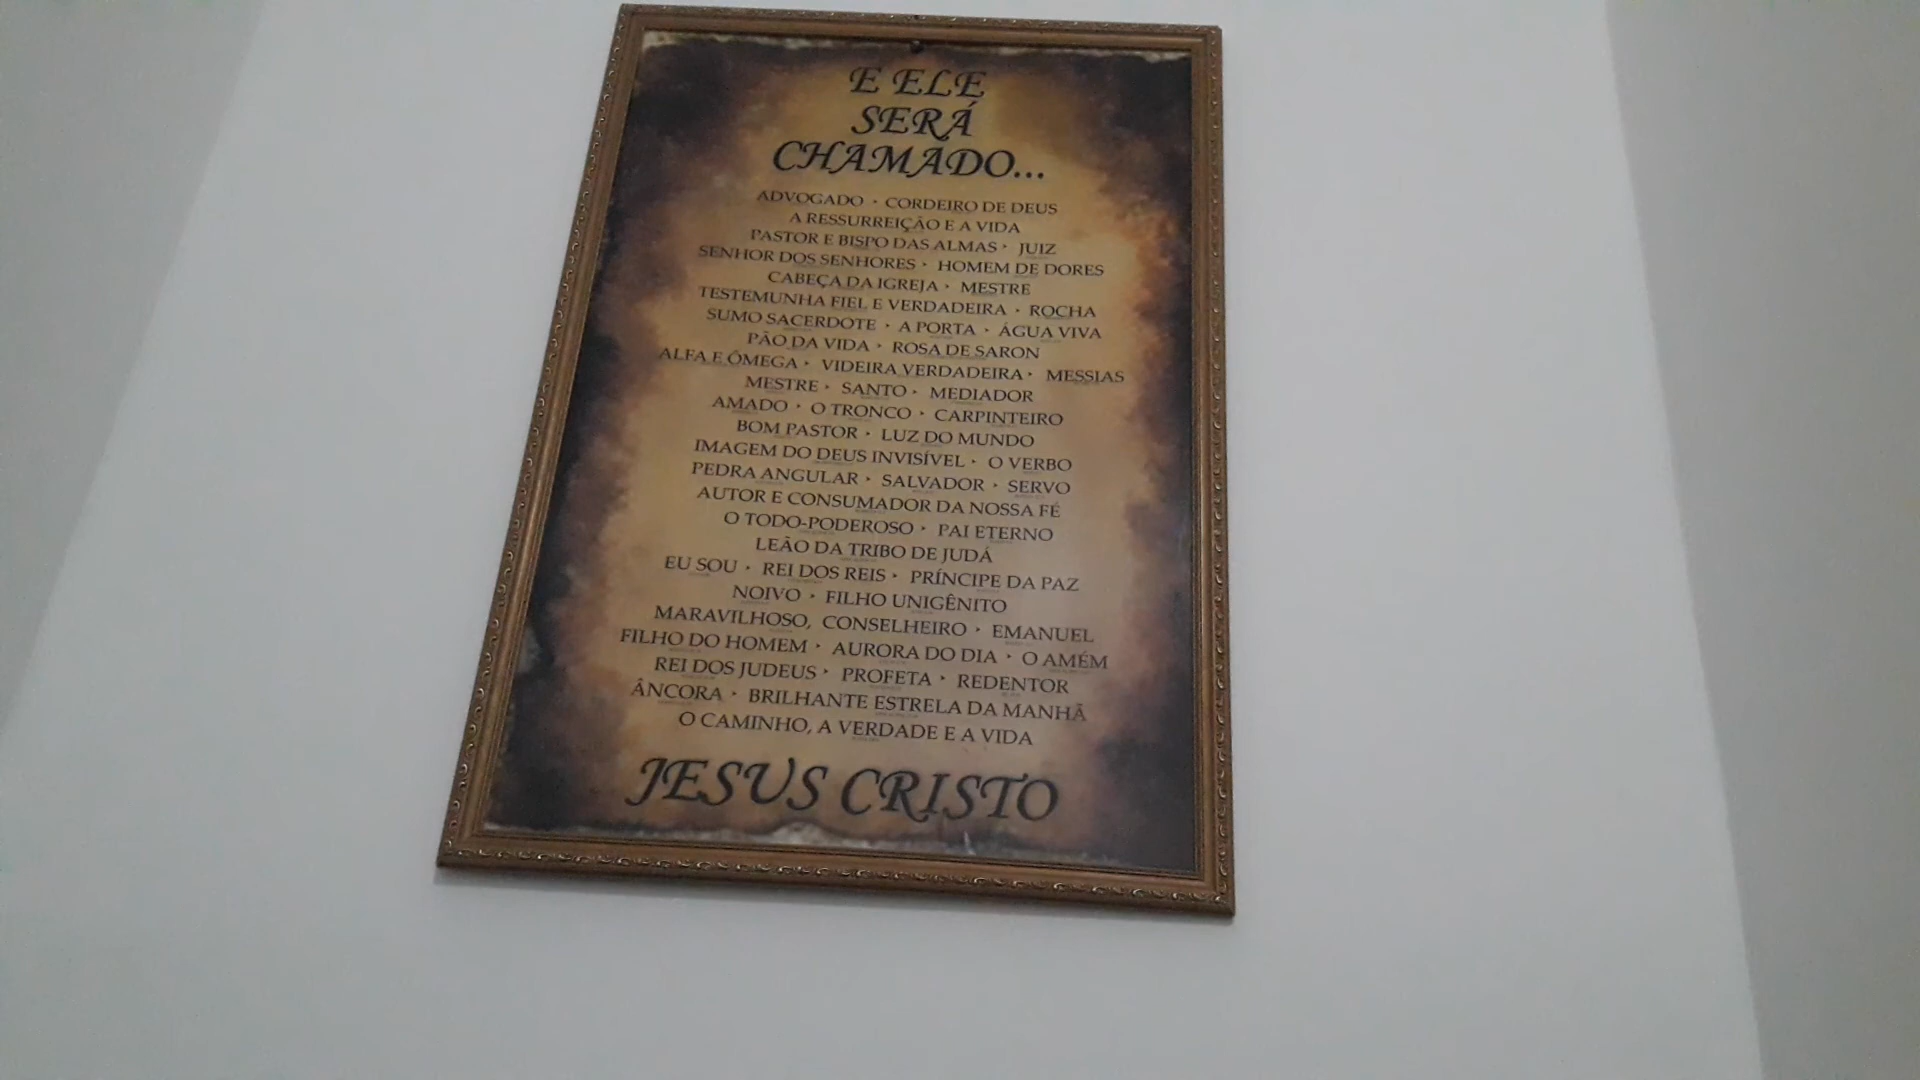 E ELE
SERÁ
CHAMADO...
ADVOGADO · CORDEIRO DE DEUS
A RESSURREIÇÃO E A VIDA
PASTOR E BISPO DAS ALMAS · JUIZ
SENHOR DOS SENHORES · HOMEM DE DORES
CABEÇA DA IGREJA · MESTRE
TESTEMUNHA FIEL E VERDADEIRA · ROCHA
SUMO SACERDOTE · A PORTA · ÁGUA VIVA
PÃO DA VIDA · ROSA DE SARON
ALFA E ÔMEGA · VIDEIRA VERDADEIRA · MESSIAS
MESTRE · SANTO · MEDIADOR
AMADO · O TRONCO · CARPINTEIRO
BOM PASTOR · LUZ DO MUNDO
IMAGEM DO DEUS INVISÍVEL · O VERBO
PEDRA ANGULAR · SALVADOR · SERVO
AUTOR E CONSUMADOR DA NOSSA FÉ
O TODO-PODEROSO · PAI ETERNO
LEÃO DA TRIBO DE JUDÁ
EU SOU · REI DOS REIS · PRÍNCIPE DA PAZ
NOIVO · FILHO UNIGÊNITO
MARAVILHOSO, CONSELHEIRO · EMANUEL
FILHO DO HOMEM · AURORA DO DIA · O AMÉM
REI DOS JUDEUS · PROFETA · REDENTOR
ÂNCORA · BRILHANTE ESTRELA DA MANHÃ
O CAMINHO, A VERDADE E A VIDA
JESUS CRISTO